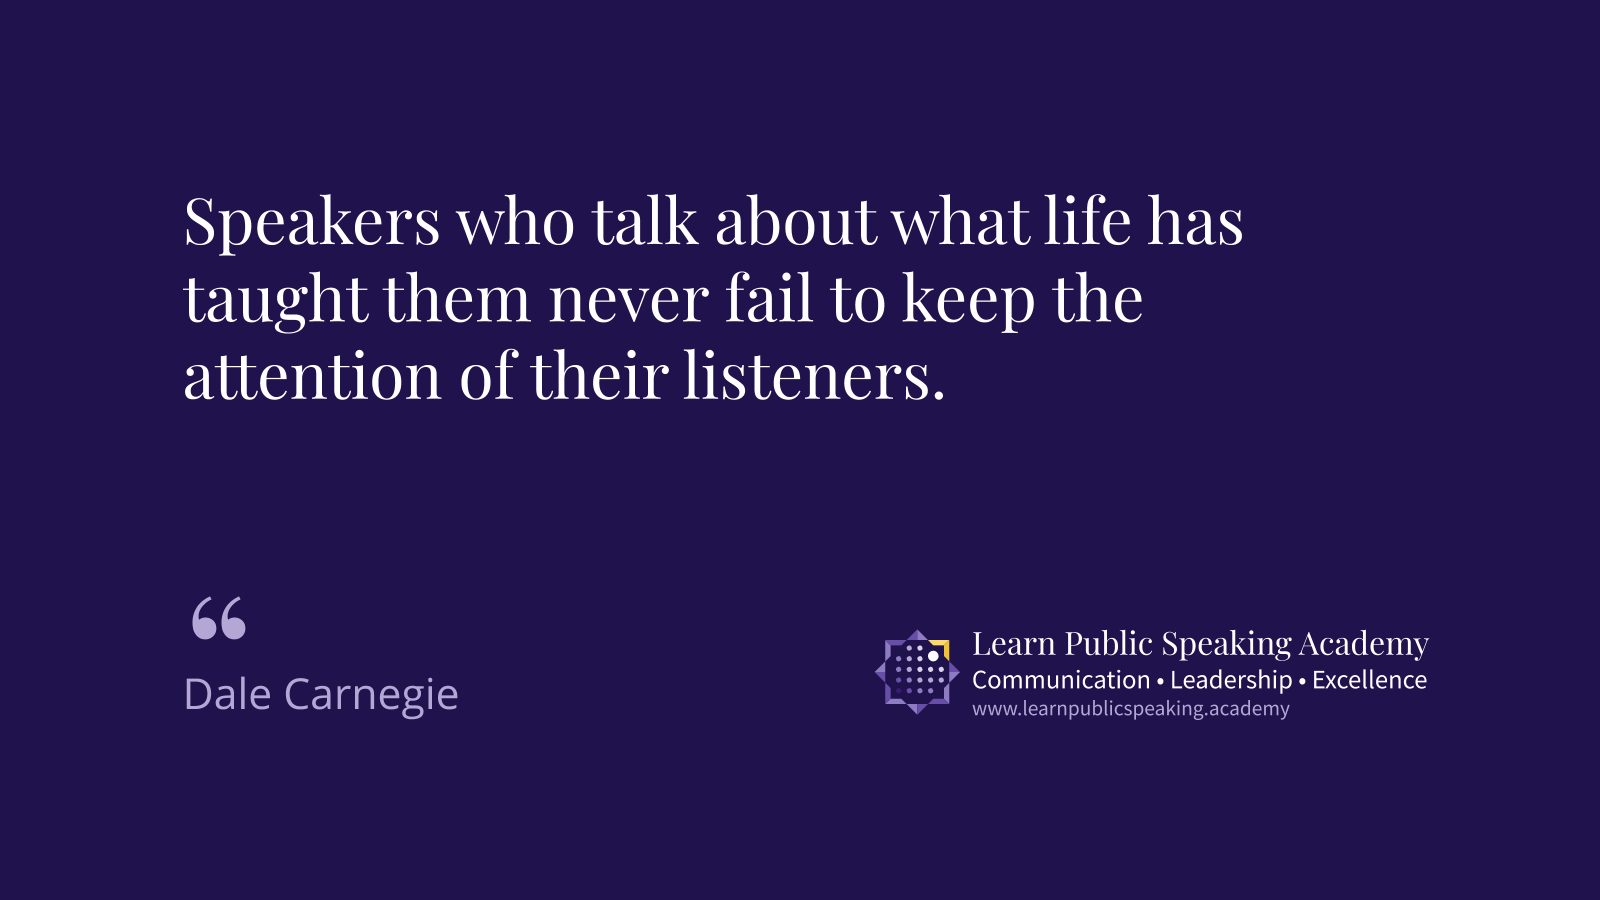 Speakers who talk about what life has
taught them never fail to keep the
attention of their listeners.
“
Dale Carnegie
Learn Public Speaking Academy
Communication • Leadership • Excellence
www.learnpublicspeaking.academy